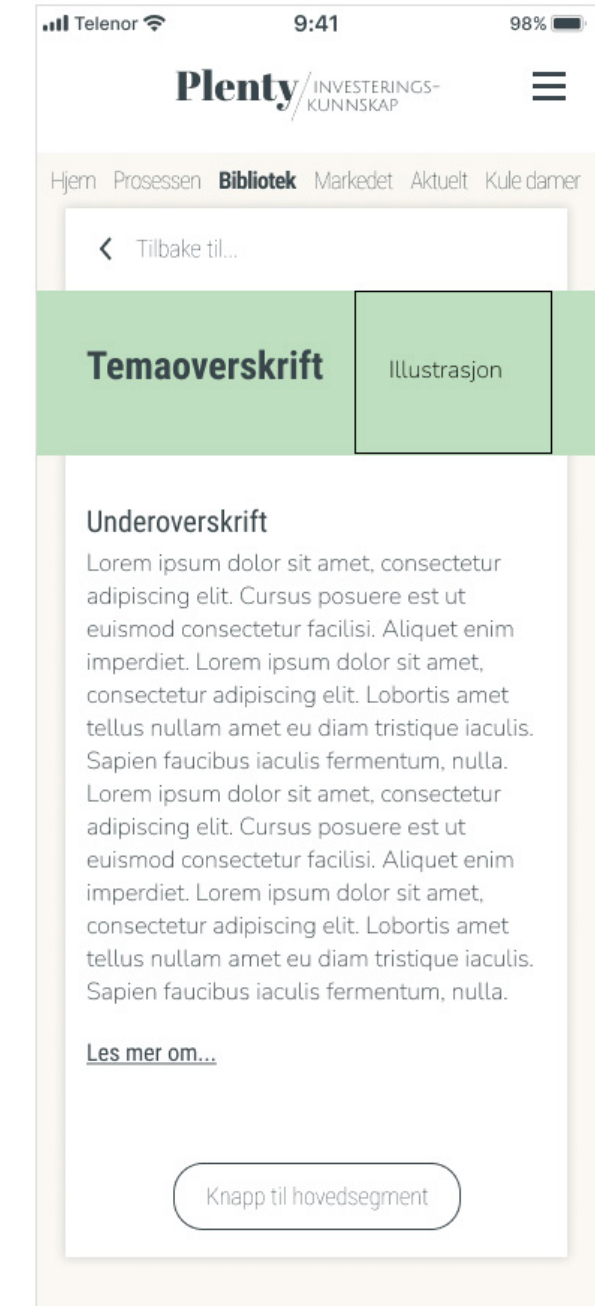 Telenor 9:41 98%
Plenty INVESTERINGS-
KUNNSKAP
Hjem Prosessen Bibliotek Markedet Aktuelt Kule damer
Tilbake til...
Temaoverskrift Illustrasjon
Underoverskrift
Lorem ipsum dolor sit amet, consectetur
adipiscing elit. Cursus posuere est ut
euismod consectetur facilisi. Aliquet enim
imperdiet. Lorem ipsum dolor sit amet,
consectetur adipiscing elit. Lobortis amet
tellus nullam amet eu diam tristique iaculis.
Sapien faucibus iaculis fermentum, nulla.
Lorem ipsum dolor sit amet, consectetur
adipiscing elit. Cursus posuere est ut
euismod consectetur facilisi. Aliquet enim
imperdiet. Lorem ipsum dolor sit amet,
consectetur adipiscing elit. Lobortis amet
tellus nullam amet eu diam tristique iaculis.
Sapien faucibus iaculis fermentum, nulla.
Les mer om...
Knapp til hovedsegment